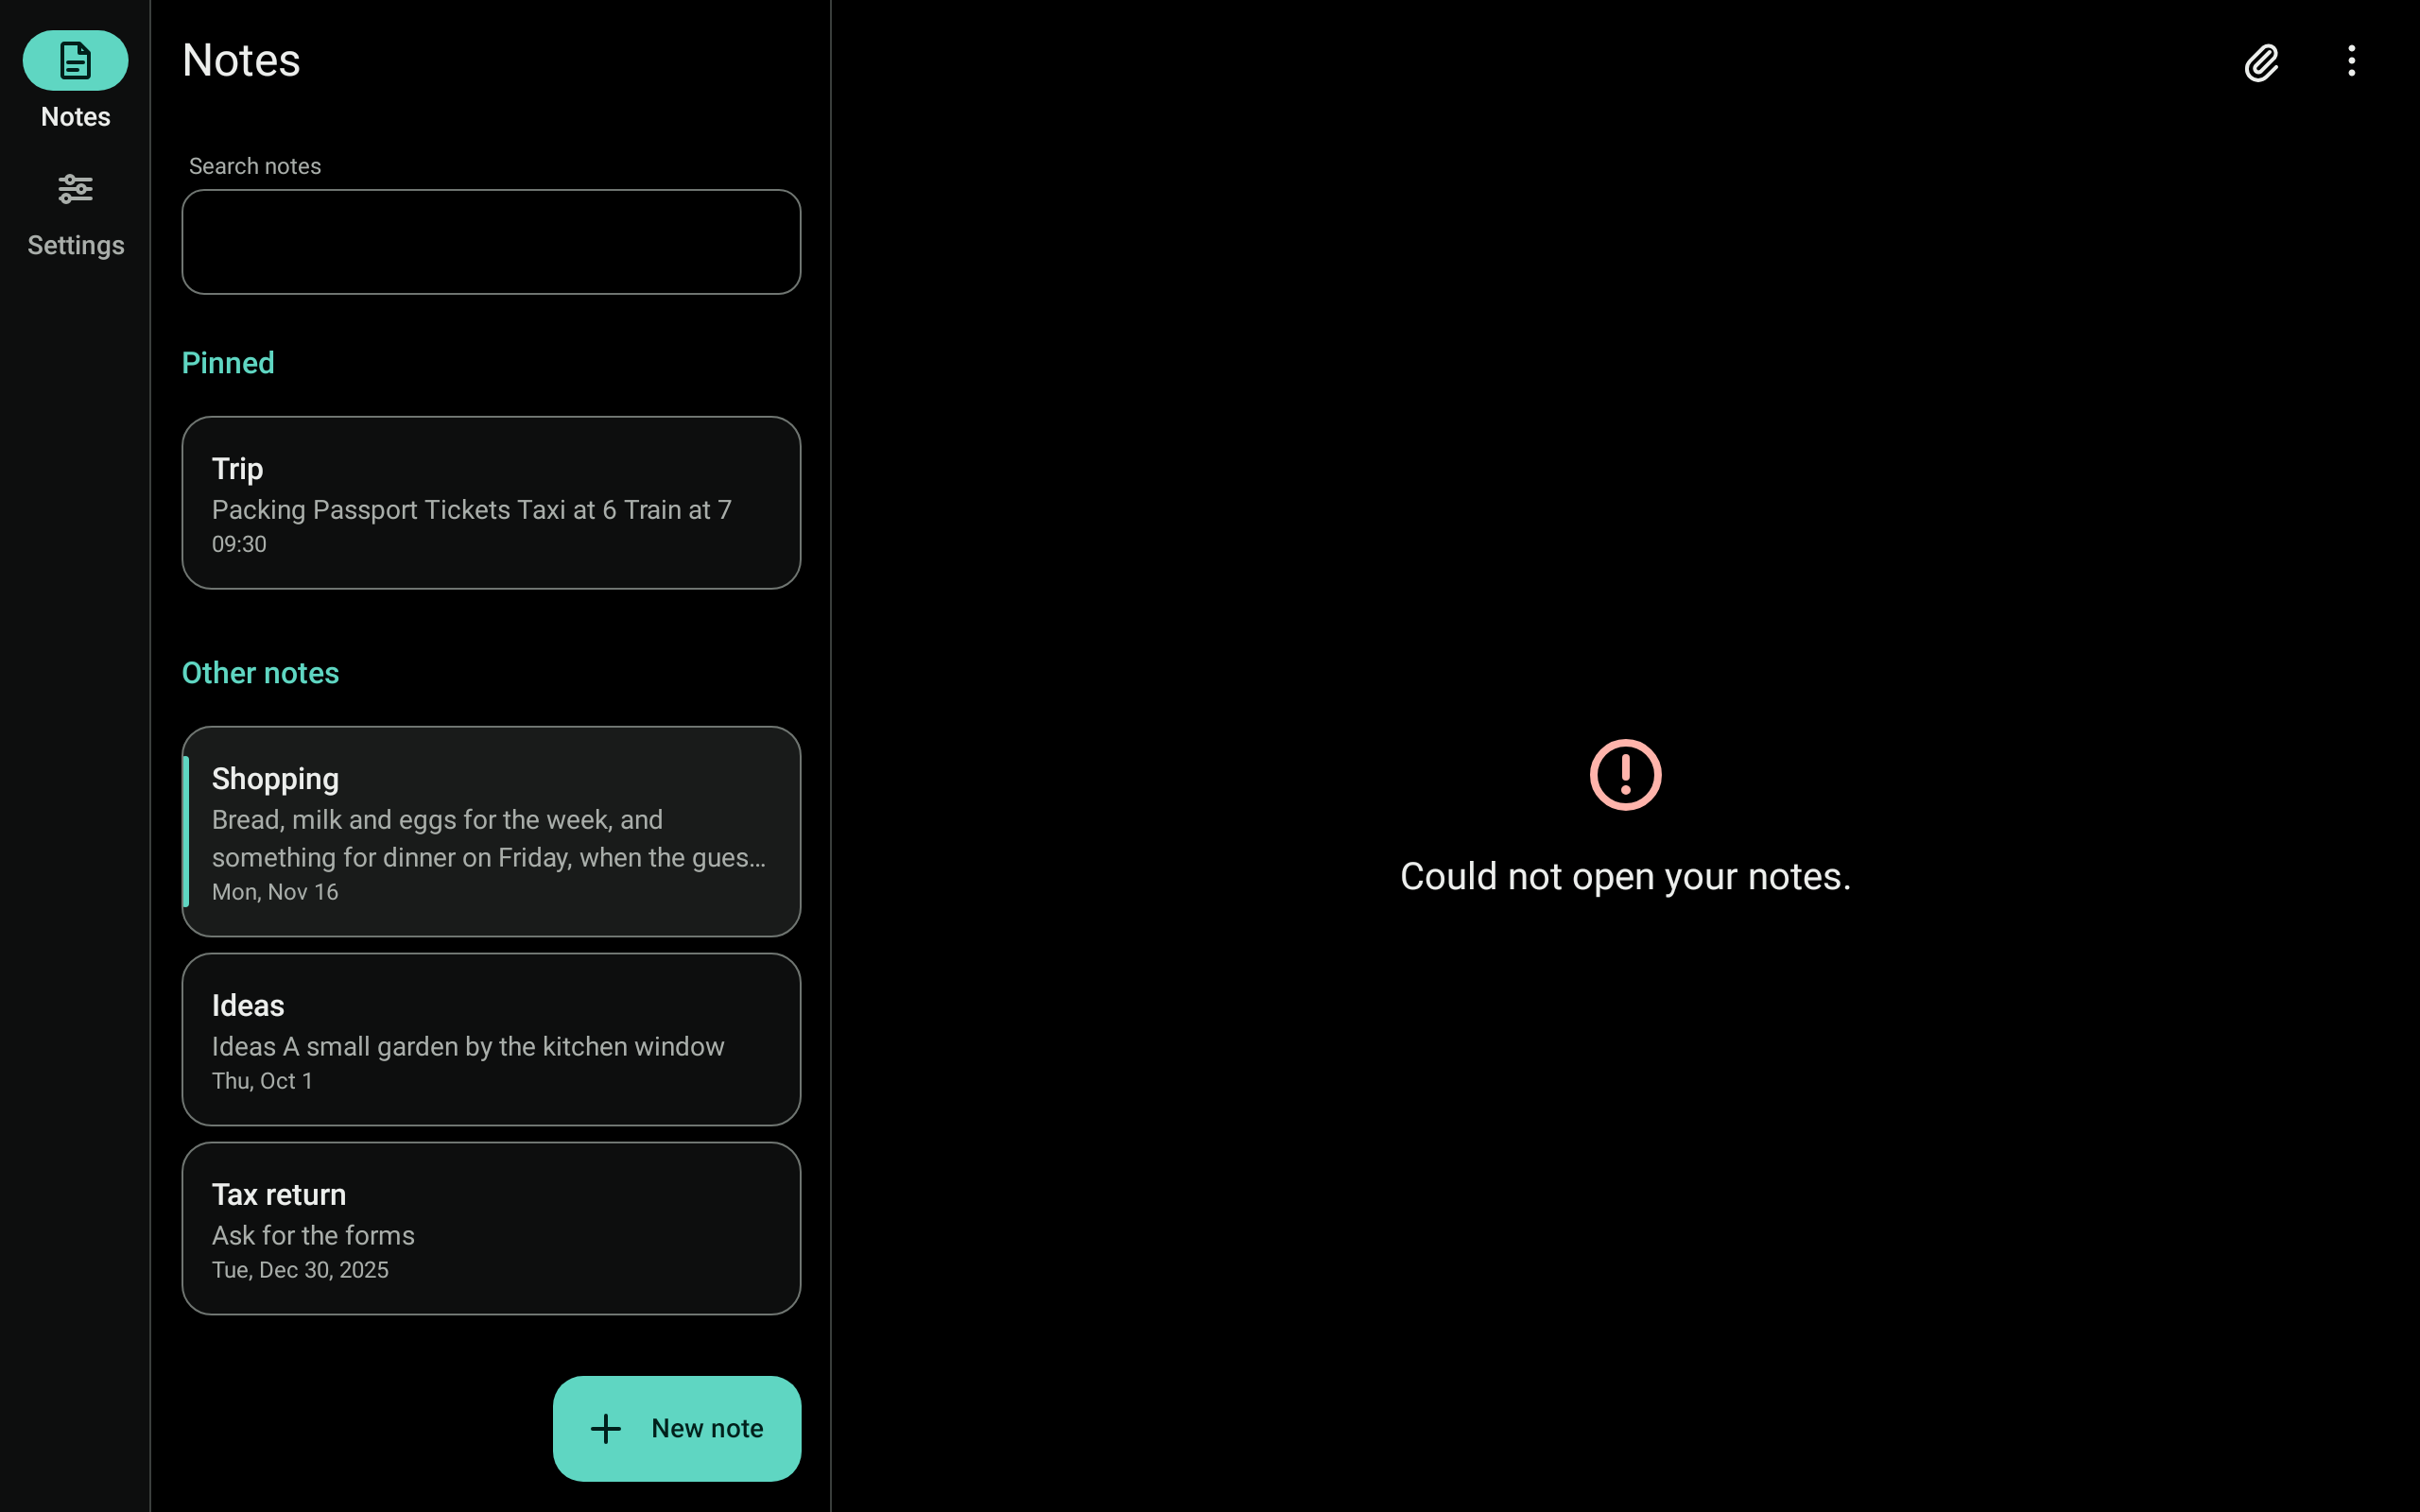 Notes
Settings
Notes
Search notes
Pinned
Trip
Packing Passport Tickets Taxi at 6 Train at 7
09:30
Other notes
Shopping
Bread, milk and eggs for the week, and
something for dinner on Friday, when the gues…
Mon, Nov 16
Ideas
Ideas A small garden by the kitchen window
Thu, Oct 1
Tax return
Ask for the forms
Tue, Dec 30, 2025
New note
Could not open your notes.